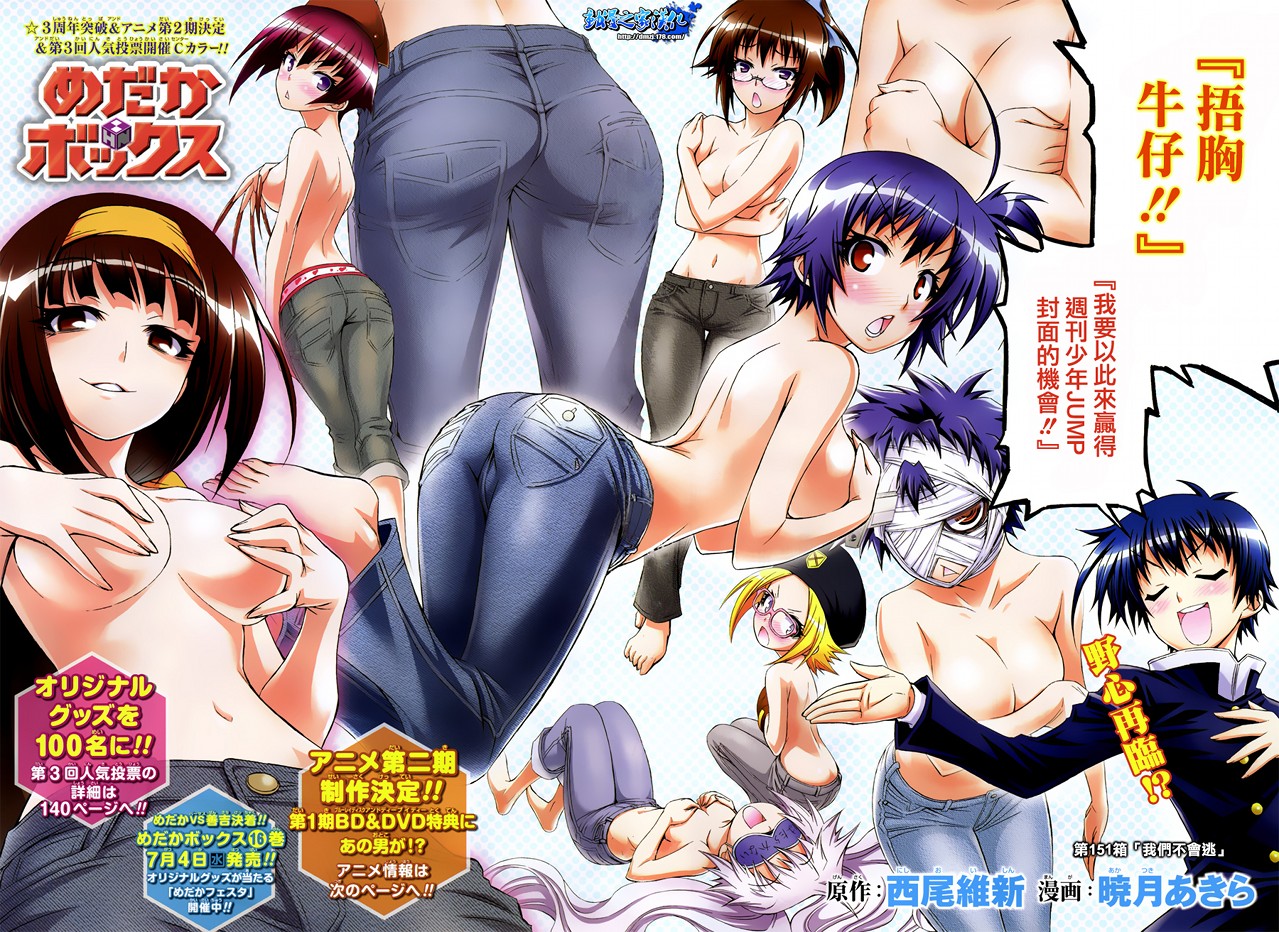 ☆3周年突破&アニメ第2期決定
&第3回人気投票開催Cカラー!!
めだか
ボックス
http://dmzj.178.com/
『捂胸
牛仔!!』
『我要以此來贏得
週刊少年JUMP
封面的機會!!』
野心再臨!?
オリジナル
グッズを
100名に!!
第3回人気投票の
詳細は
140ページへ!!
めだかVS善吉決着!!
めだかボックス16巻
7月4日水発売!!
オリジナルグッズが当たる
「めだかフェスタ」
開催中!!
アニメ第二期
制作決定!!
第1期BD&DVD特典に
あの男が!?
アニメ情報は
次のページへ!!
第151箱「我們不會逃」
原作:西尾維新 漫画:暁月あきら